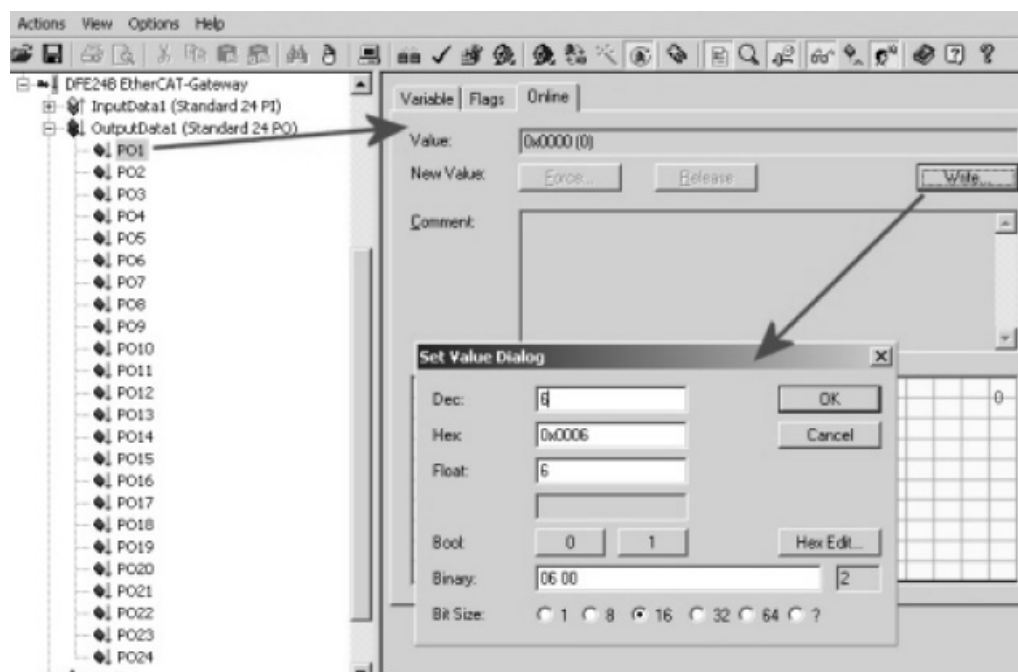 Actions View Options Help
DFE24B EtherCAT-Gateway
InputData1 (Standard 24 PI)
OutputData1 (Standard 24 PO)
PO1
PO2
PO3
PO4
PO5
PO6
PO7
PO8
PO9
PO10
PO11
PO12
PO13
PO14
PO15
PO16
PO17
PO18
PO19
PO20
PO21
PO22
PO23
PO24
Variable Flags Online
Value: 0x0000 (0)
New Value: Force... Release Write...
Comment:
0
Set Value Dialog
Dec: 6 OK
Hex: 0x0006 Cancel
Float: 6
Bool: 0 1 Hex Edit...
Binary: 06 00 2
Bit Size: 1 8 16 32 64 ?